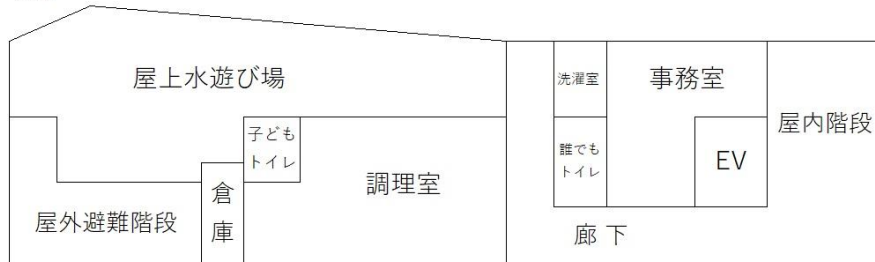 屋上水遊び場
洗濯室
事務室
屋内階段
子ども
トイレ
誰でも
トイレ
EV
調理室
倉
庫
屋外避難階段
廊 下